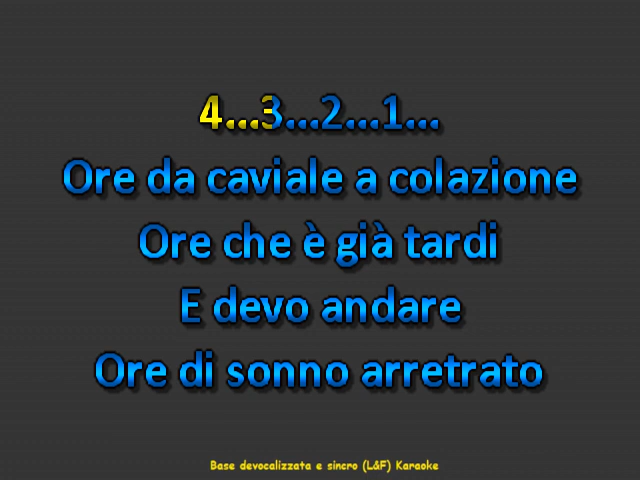 4...3...2...1...
Ore da caviale a colazione
Ore che è già tardi
E devo andare
Ore di sonno arretrato
Base devocalizzata e sincro (L&F) Karaoke